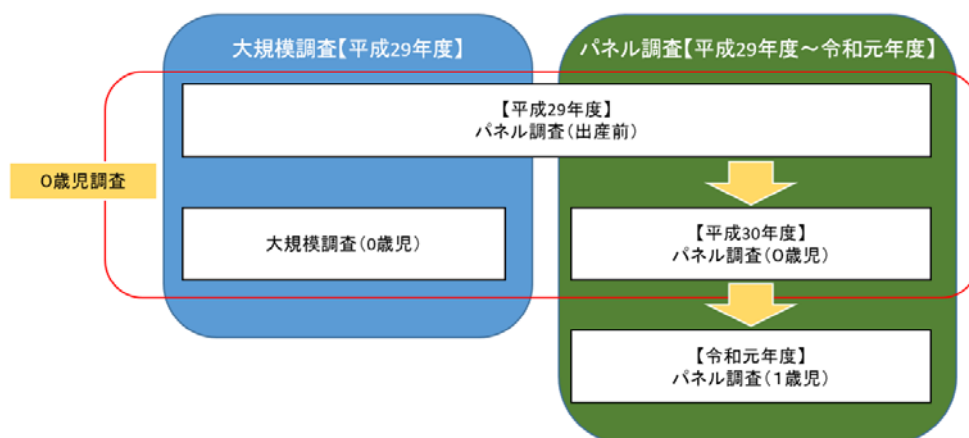 大規模調査【平成29年度】
パネル調査【平成29年度～令和元年度】
【平成29年度】
パネル調査(出産前)
0歳児調査
大規模調査(0歳児)
【平成30年度】
パネル調査(0歳児)
【令和元年度】
パネル調査(1歳児)